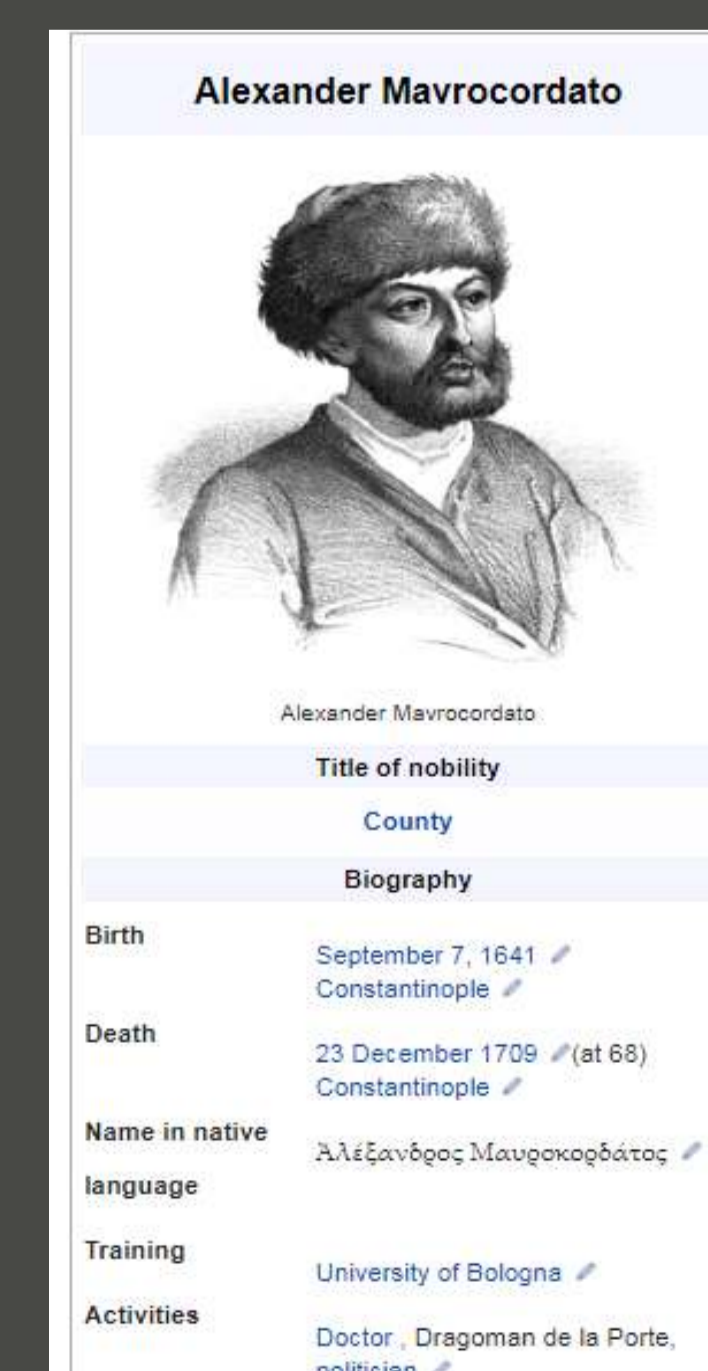 Alexander Mavrocordato
Alexander Mavrocordato
Title of nobility
County
Biography
Birth
September 7, 1641
Constantinople
Death
23 December 1709 (at 68)
Constantinople
Name in native
language
Ἀλέξανδρος Μαυροκορδάτος
Training
University of Bologna
Activities
Doctor , Dragoman de la Porte,
politician